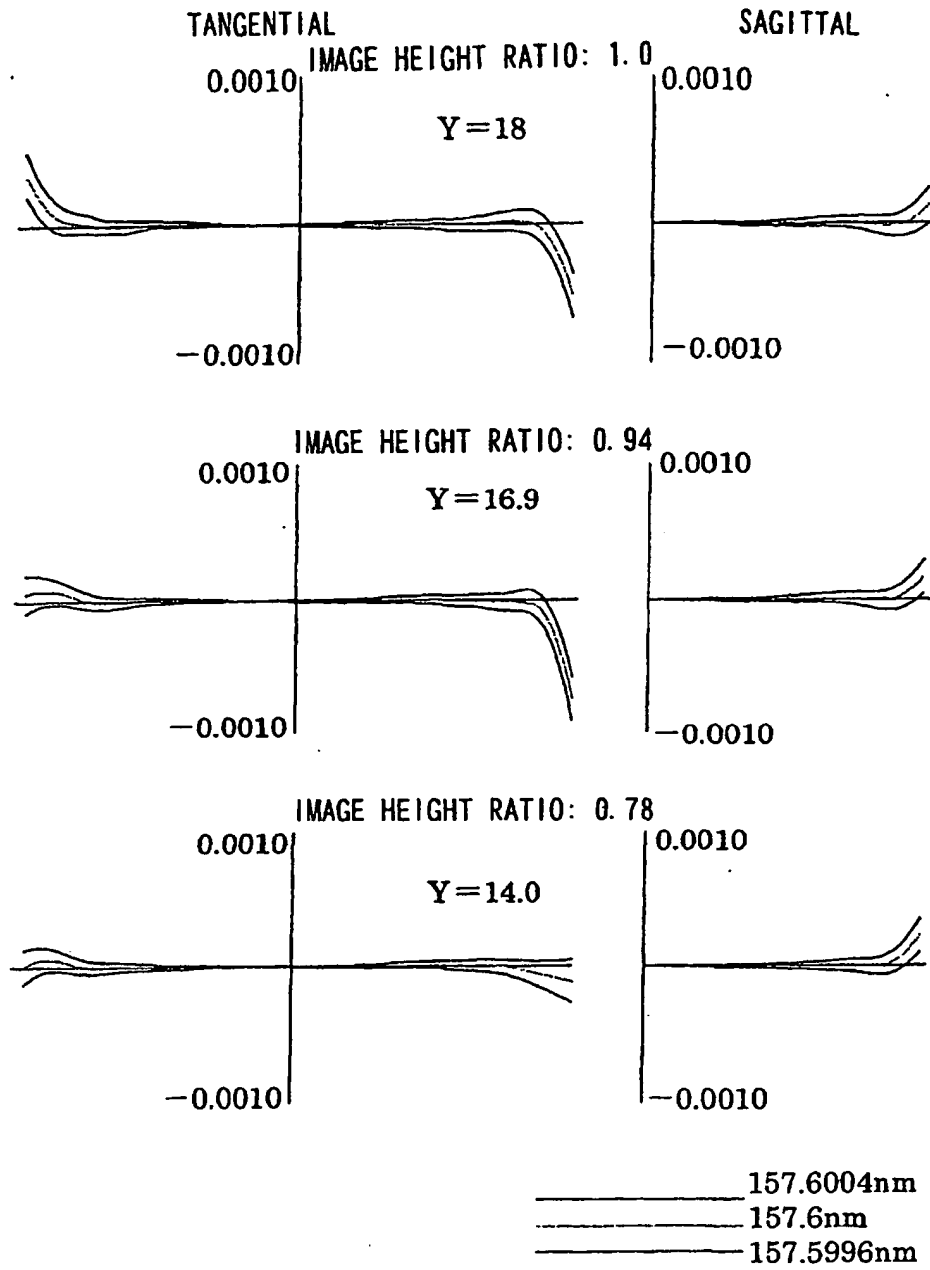 TANGENTIAL SAGITTAL
IMAGE HEIGHT RATIO: 1.0
0.0010 0.0010
Y=18
−0.0010 −0.0010
IMAGE HEIGHT RATIO: 0.94
0.0010 0.0010
Y=16.9
−0.0010 −0.0010
IMAGE HEIGHT RATIO: 0.78
0.0010 0.0010
Y=14.0
−0.0010 −0.0010
157.6004nm
157.6nm
157.5996nm